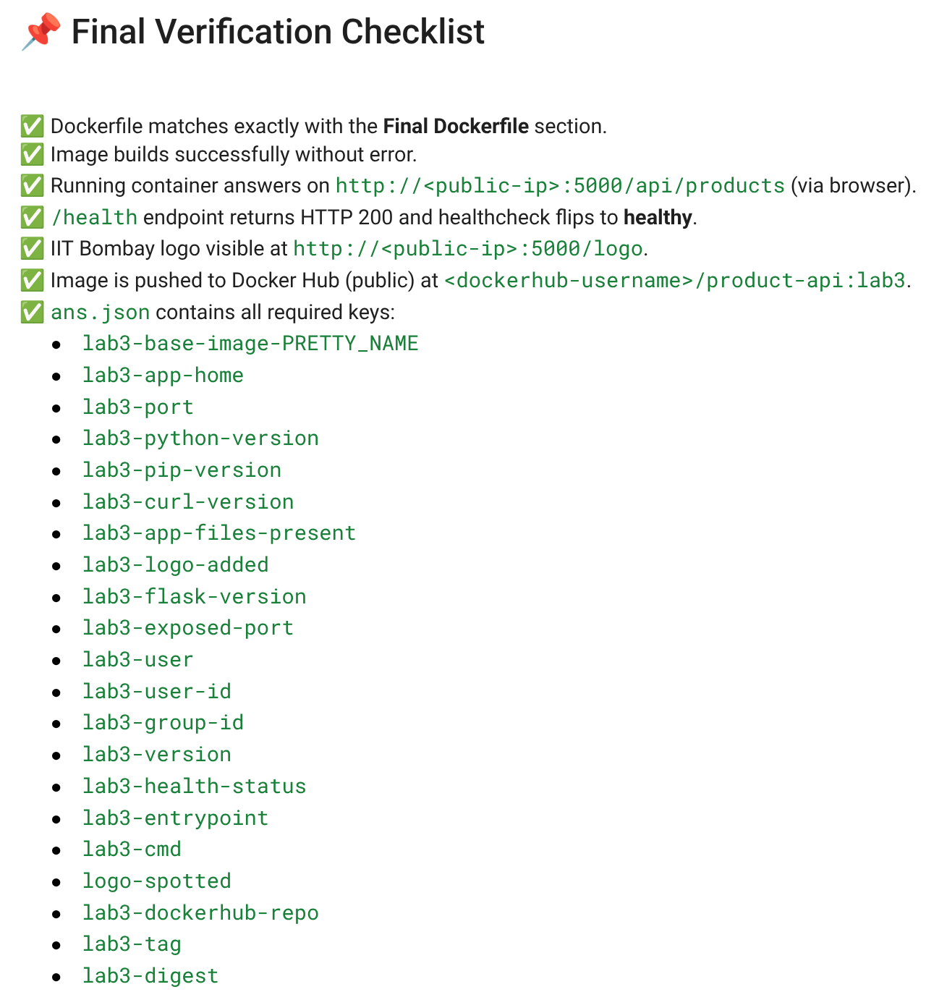 📌 Final Verification Checklist
✅ Dockerfile matches exactly with the Final Dockerfile section.
✅ Image builds successfully without error.
✅ Running container answers on http://<public-ip>:5000/api/products (via browser).
✅ /health endpoint returns HTTP 200 and healthcheck flips to healthy.
✅ IIT Bombay logo visible at http://<public-ip>:5000/logo.
✅ Image is pushed to Docker Hub (public) at <dockerhub-username>/product-api:lab3.
✅ ans.json contains all required keys:
● lab3-base-image-PRETTY_NAME
● lab3-app-home
● lab3-port
● lab3-python-version
● lab3-pip-version
● lab3-curl-version
● lab3-app-files-present
● lab3-logo-added
● lab3-flask-version
● lab3-exposed-port
● lab3-user
● lab3-user-id
● lab3-group-id
● lab3-version
● lab3-health-status
● lab3-entrypoint
● lab3-cmd
● logo-spotted
● lab3-dockerhub-repo
● lab3-tag
● lab3-digest